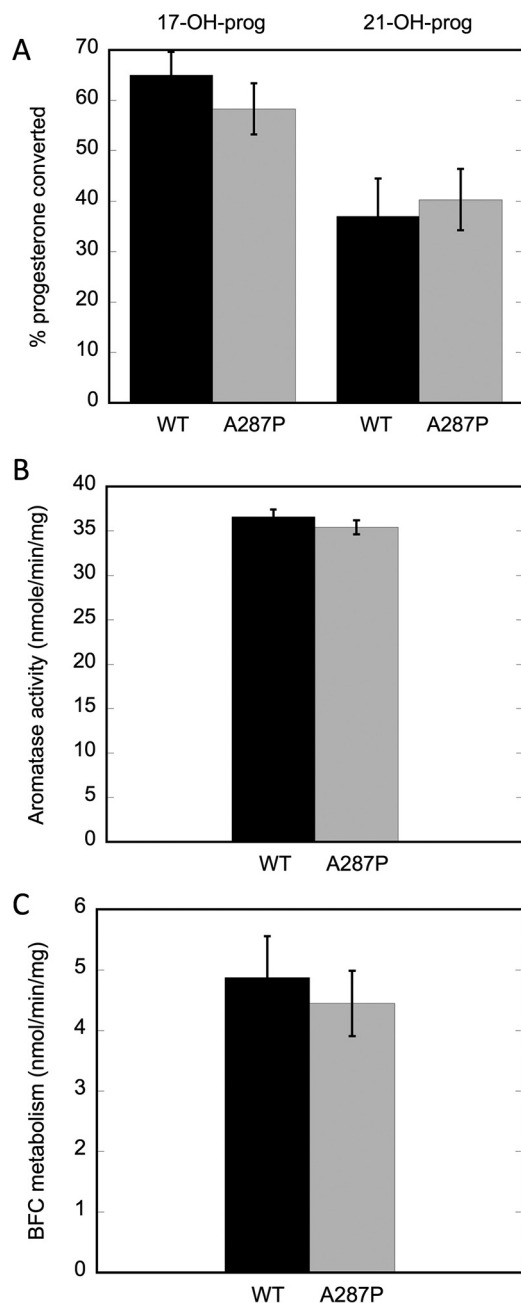 17-OH-prog 21-OH-prog
A
% progesterone converted
70
60
50
40
30
20
10
0
WT A287P WT A287P
B
Aromatase activity (nmole/min/mg)
40
35
30
25
20
15
10
5
0
WT A287P
C
BFC metabolism (nmol/min/mg)
6
5
4
3
2
1
0
WT A287P